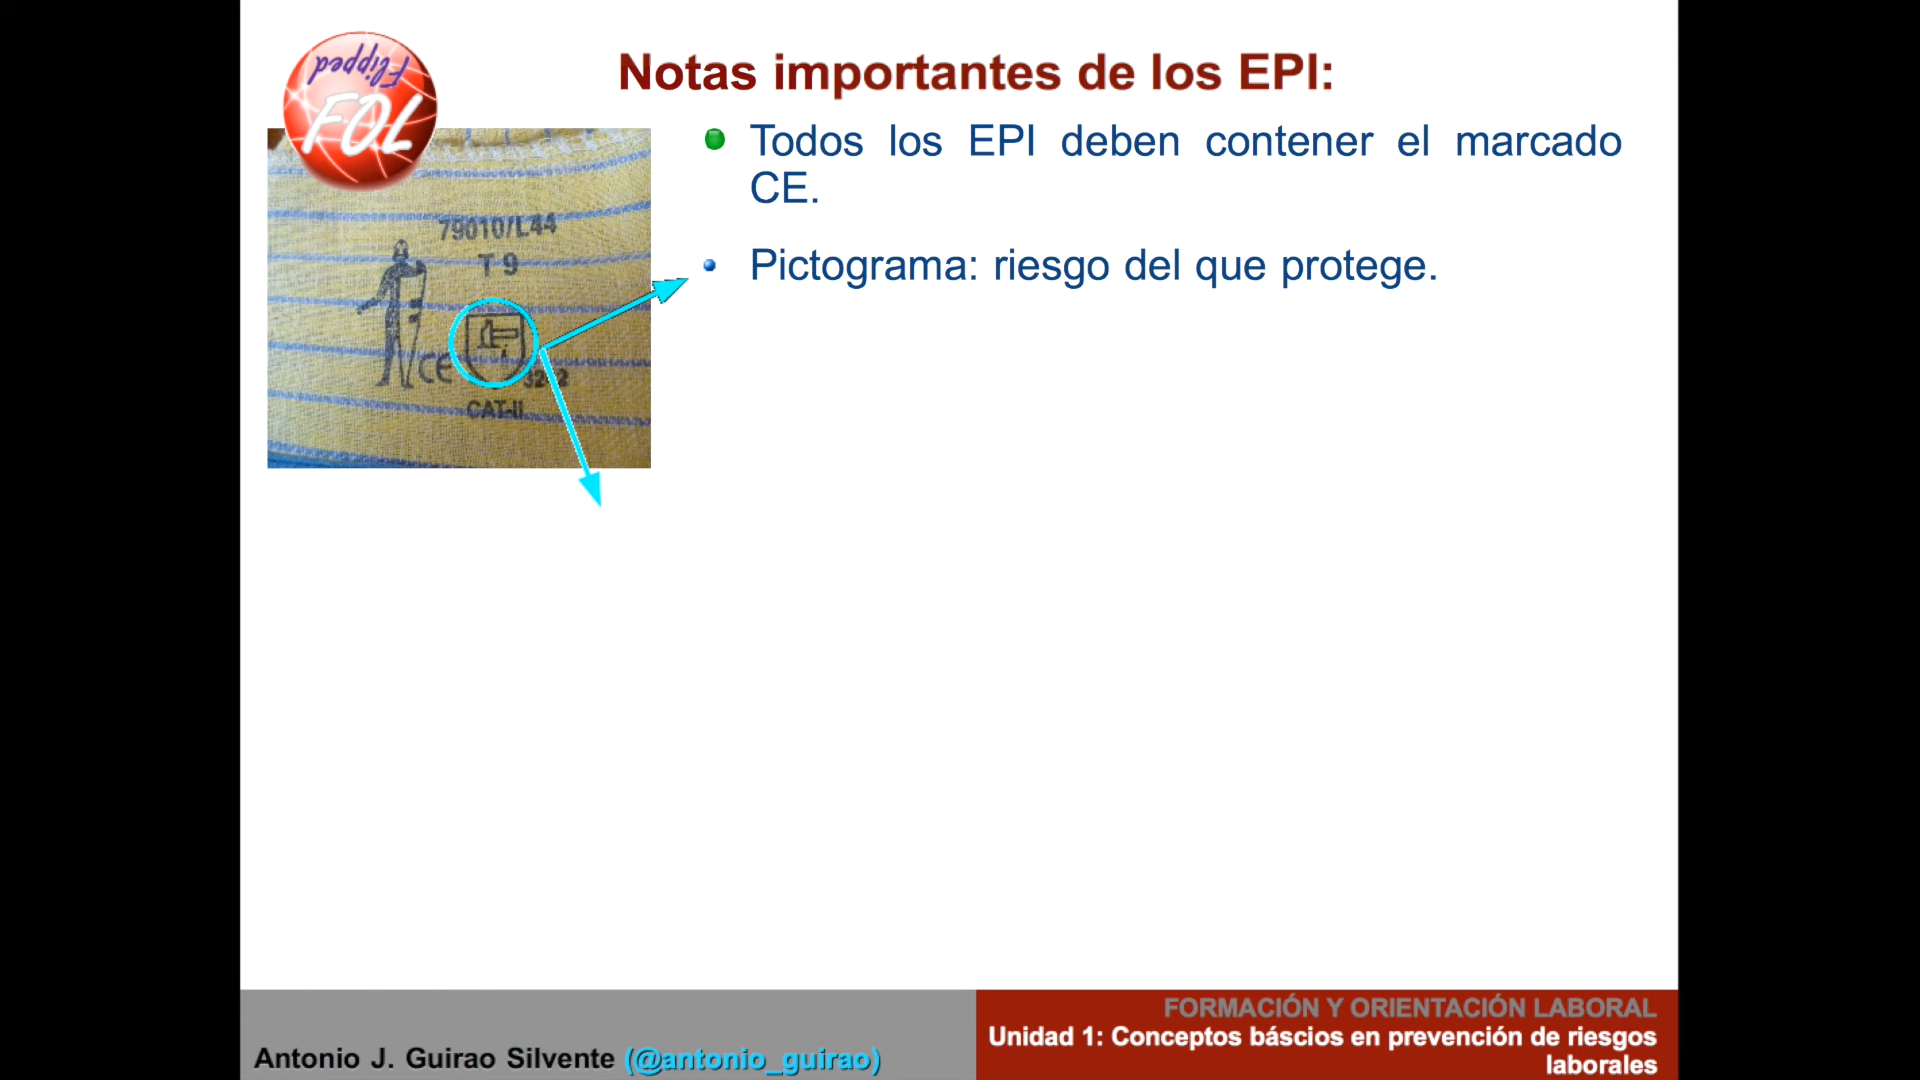 Flipped
FOL
Notas importantes de los EPI:
Todos los EPI deben contener el marcado
CE.
Pictograma: riesgo del que protege.
79010/L44
T 9
CE
CAT-II
FORMACIÓN Y ORIENTACIÓN LABORAL
Unidad 1: Conceptos báscios en prevención de riesgos
laborales
Antonio J. Guirao Silvente (@antonio_guirao)